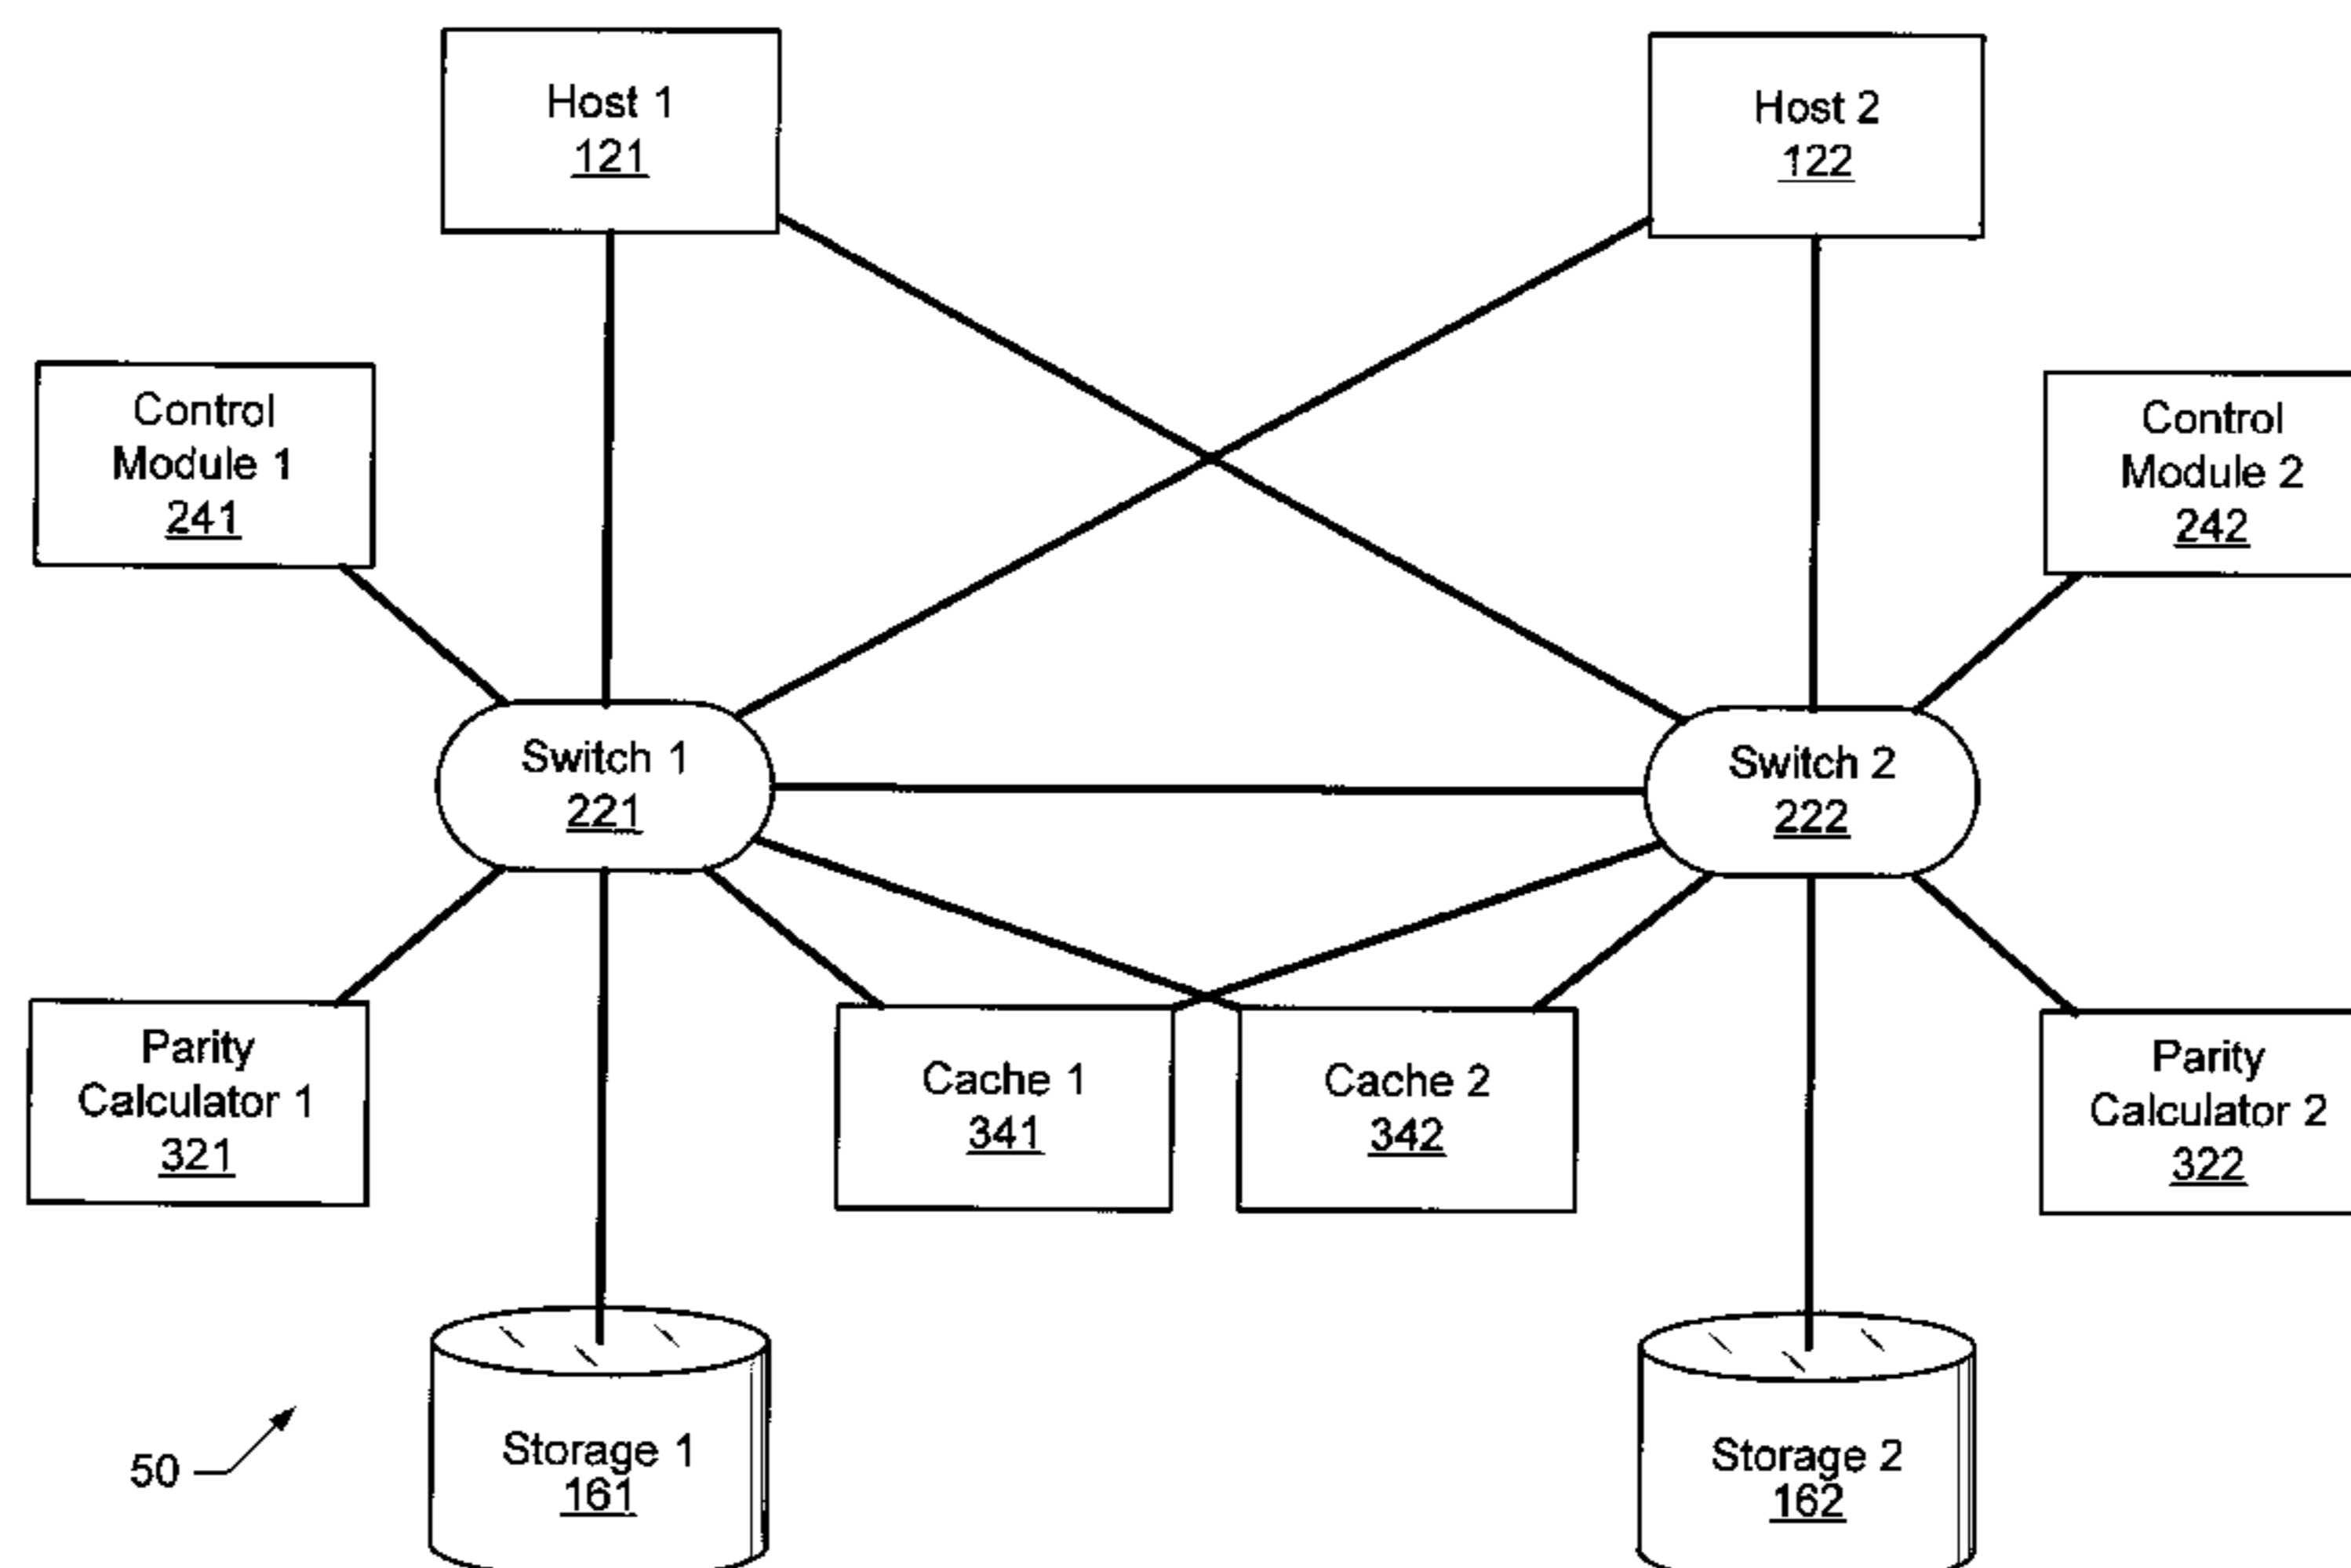 Host 1
121
Host 2
122
Control
Module 1
241
Control
Module 2
242
Switch 1
221
Switch 2
222
Parity
Calculator 1
321
Cache 1
341
Cache 2
342
Parity
Calculator 2
322
Storage 1
161
Storage 2
162
50